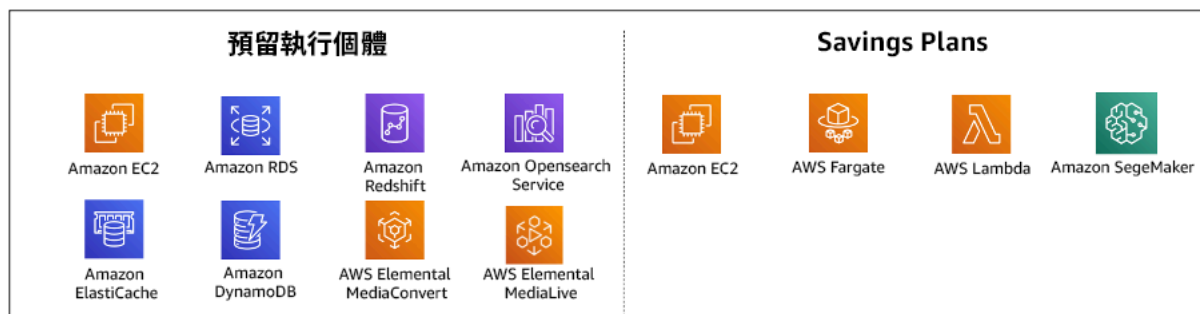 預留執行個體
Amazon EC2
Amazon RDS
Amazon
Redshift
Amazon Opensearch
Service
Amazon
ElastiCache
Amazon
DynamoDB
AWS Elemental
MediaConvert
AWS Elemental
MediaLive
Savings Plans
Amazon EC2
AWS Fargate
AWS Lambda
Amazon SegeMaker